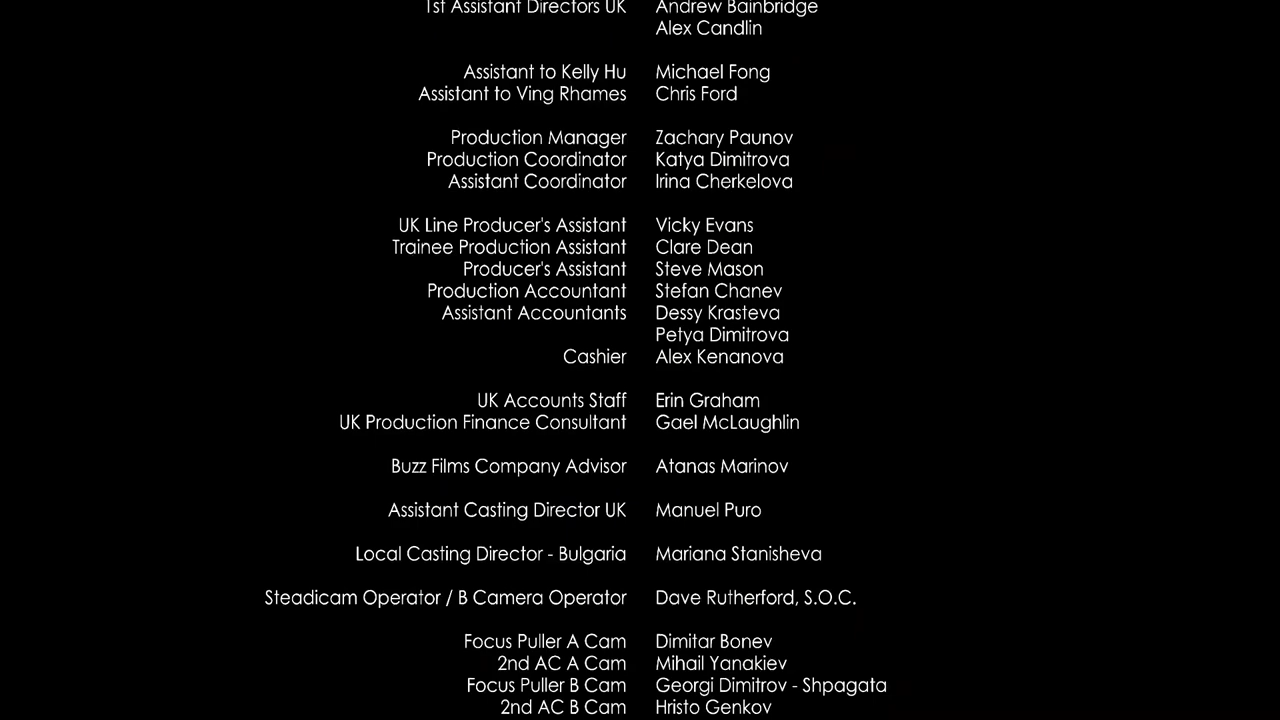 1st Assistant Directors UK Andrew Bainbridge
Alex Candlin
Assistant to Kelly Hu Michael Fong
Assistant to Ving Rhames Chris Ford
Production Manager Zachary Paunov
Production Coordinator Katya Dimitrova
Assistant Coordinator Irina Cherkelova
UK Line Producer's Assistant Vicky Evans
Trainee Production Assistant Clare Dean
Producer's Assistant Steve Mason
Production Accountant Stefan Chanev
Assistant Accountants Dessy Krasteva
Petya Dimitrova
Cashier Alex Kenanova
UK Accounts Staff Erin Graham
UK Production Finance Consultant Gael McLaughlin
Buzz Films Company Advisor Atanas Marinov
Assistant Casting Director UK Manuel Puro
Local Casting Director - Bulgaria Mariana Stanisheva
Steadicam Operator / B Camera Operator Dave Rutherford, S.O.C.
Focus Puller A Cam Dimitar Bonev
2nd AC A Cam Mihail Yanakiev
Focus Puller B Cam Georgi Dimitrov - Shpagata
2nd AC B Cam Hristo Genkov